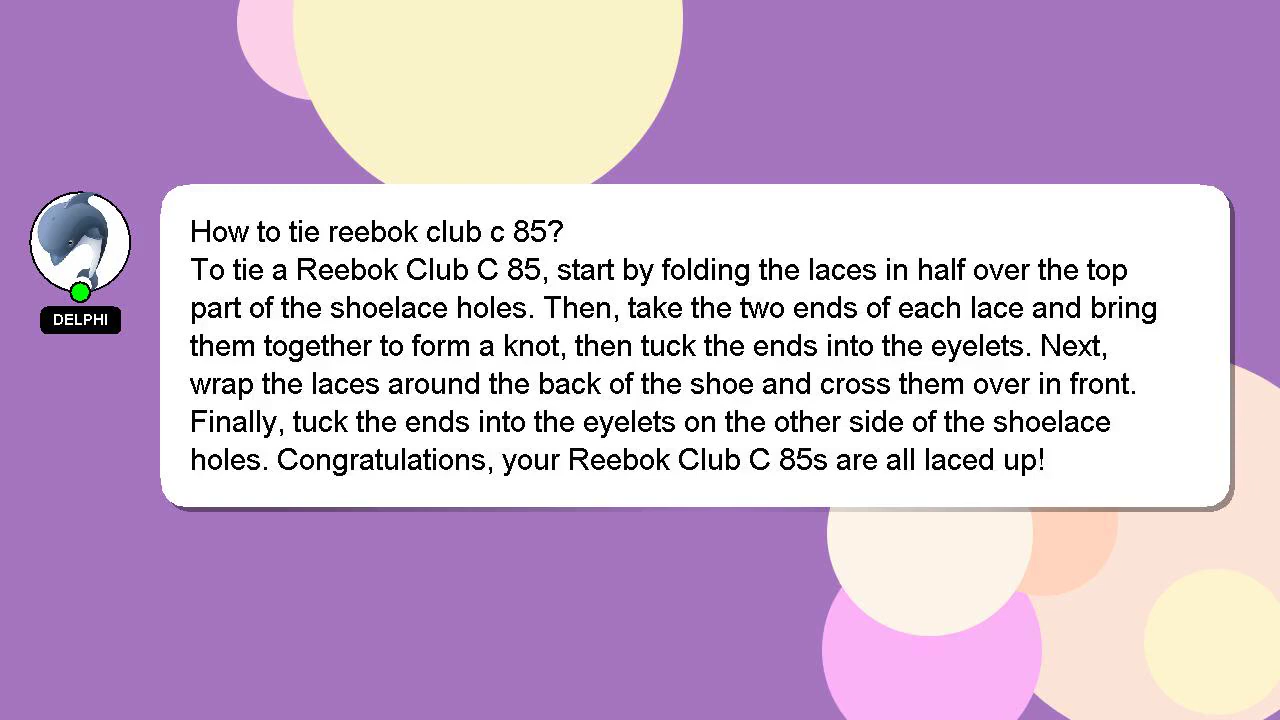 How to tie reebok club c 85?
To tie a Reebok Club C 85, start by folding the laces in half over the top
part of the shoelace holes. Then, take the two ends of each lace and bring
them together to form a knot, then tuck the ends into the eyelets. Next,
wrap the laces around the back of the shoe and cross them over in front.
Finally, tuck the ends into the eyelets on the other side of the shoelace
holes. Congratulations, your Reebok Club C 85s are all laced up!
DELPHI